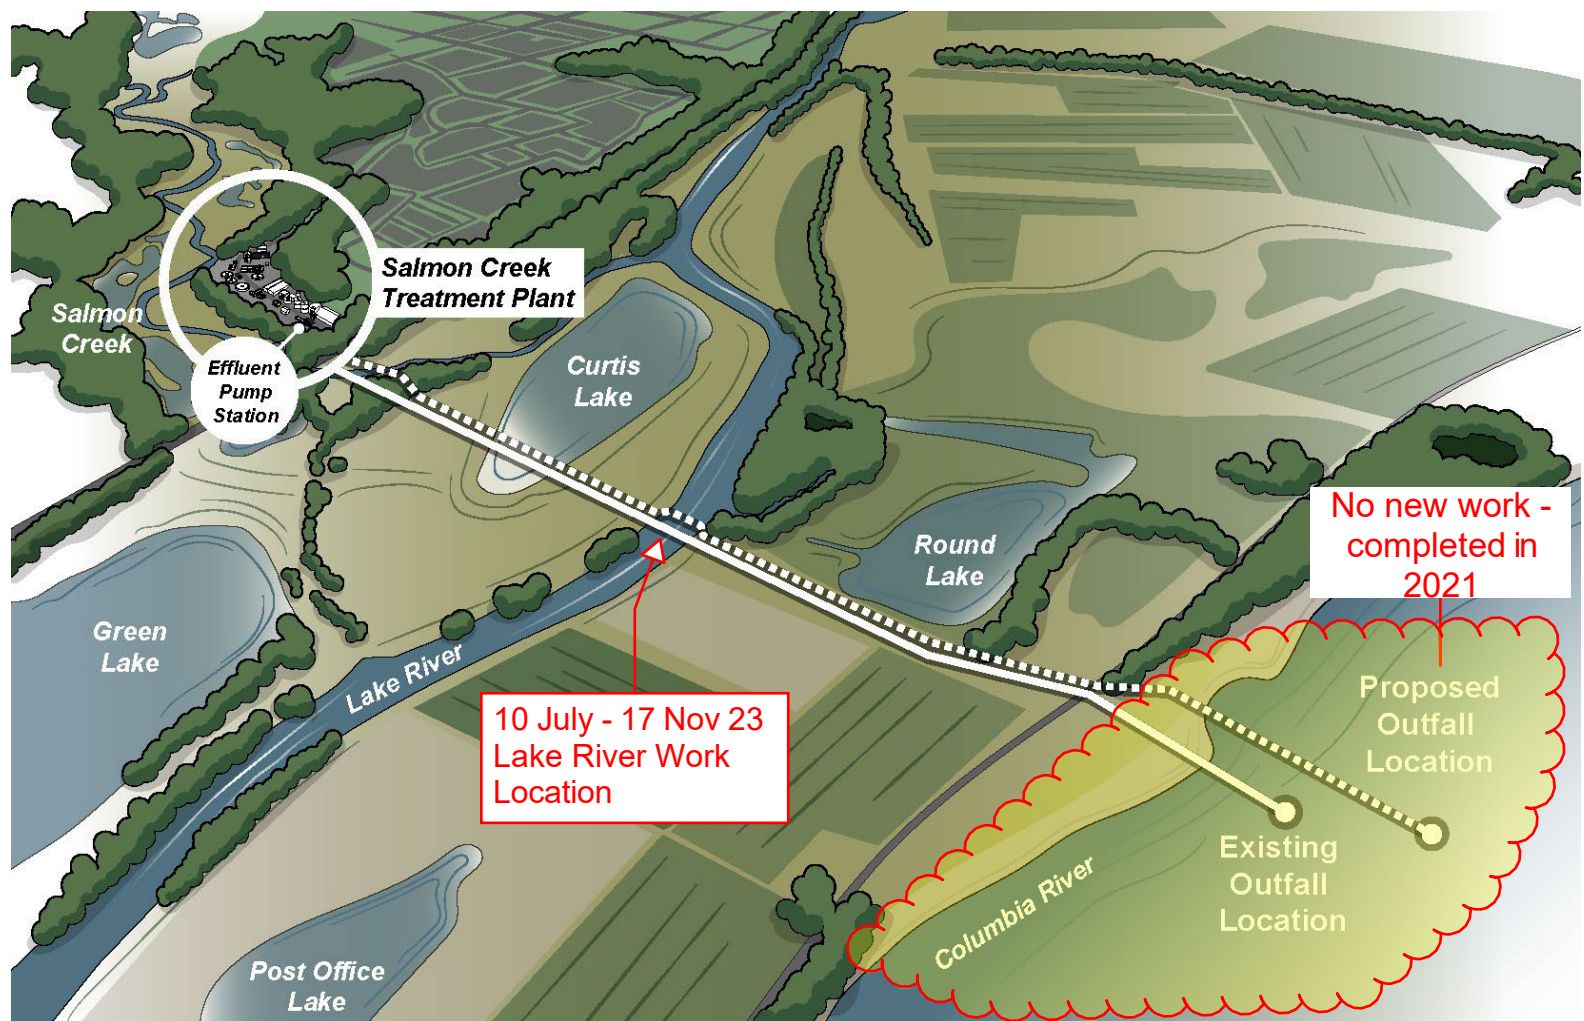 Salmon Creek
Treatment Plant
Salmon
Creek
Effluent
Pump
Station
Curtis
Lake
Round
Lake
No new work -
completed in
2021
Green
Lake
Lake River
10 July - 17 Nov 23
Lake River Work
Location
Proposed
Outfall
Location
Existing
Outfall
Location
Columbia River
Post Office
Lake